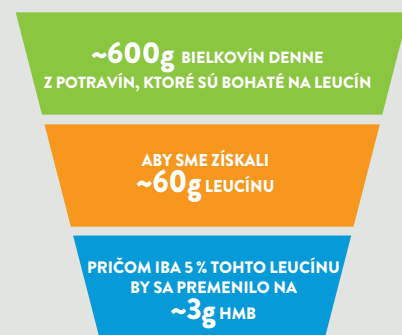 ~600g BIELKOVÍN DENNE
Z POTRAVÍN, KTORÉ SÚ BOHATÉ NA LEUCÍN
ABY SME ZÍSKALI
~60g LEUCÍNU
PRIČOM IBA 5 % TOHTO LEUCÍNU
BY SA PREMENILO NA
~3g HMB